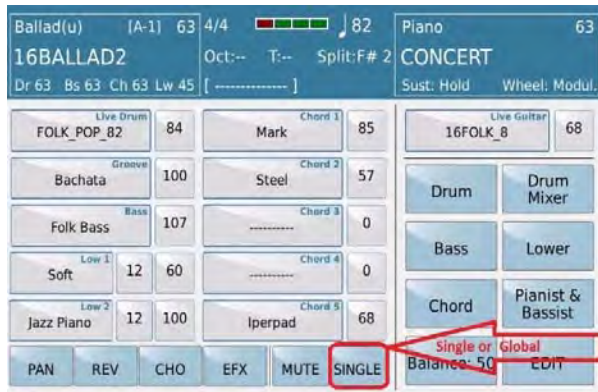 Ballad(u) [A-1] 63 4/4 82 Piano 63
16BALLAD2 Oct:-- T:-- Split:F# 2 CONCERT
Dr 63 Bs 63 Ch 63 Lw 45 [ -------------- ] Sust: Hold Wheel: Modul.
Live Drum Chord 1 Live Guitar
FOLK_POP_82 84 Mark 85 16FOLK_8 68
Groove Chord 2
Bachata 100 Steel 57 Drum Drum Mixer
Bass Chord 3
Folk Bass 107 ---------- 0 Bass Lower
Low 1 Chord 4
Soft 12 60 ---------- 0
Low 2 Chord 5
Jazz Piano 12 100 Iperpad 68 Chord Pianist & Bassist
Single or Global
PAN REV CHO EFX MUTE SINGLE Balance: 50 EDIT